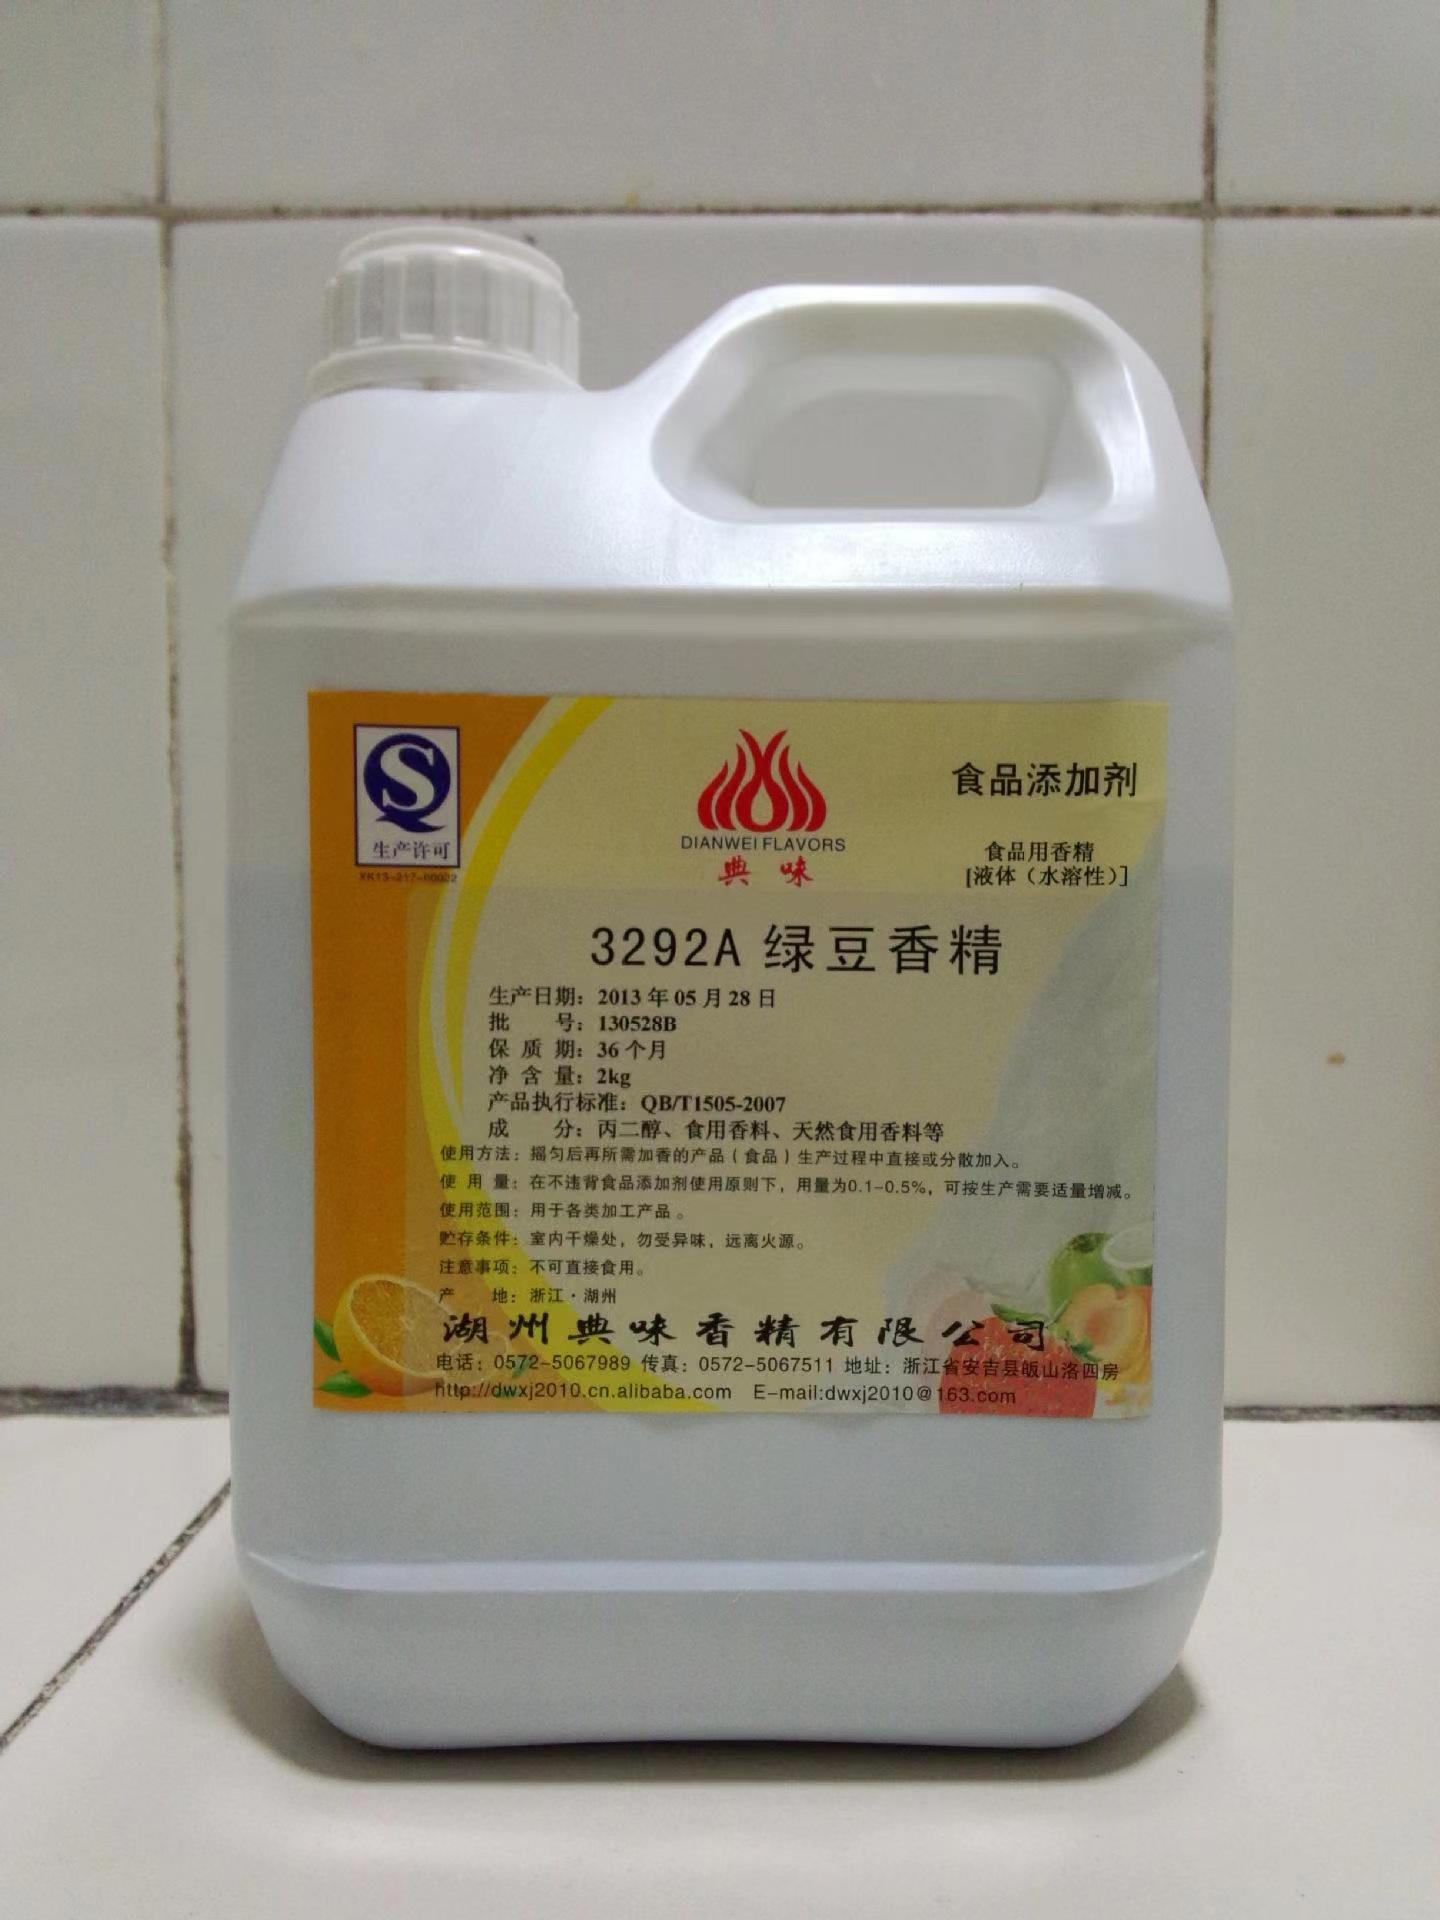 生产许可
XK13-217-00022
DIANWEI FLAVORS
典味
食品添加剂
食品用香精
[液体（水溶性）]
3292A 绿豆香精
生产日期：2013 年 05 月 28 日
批 号：130528B
保 质 期：36 个月
净 含 量：2kg
产品执行标准：QB/T1505-2007
成 分：丙二醇、食用香料、天然食用香料等
使用方法：摇匀后再所需加香的产品（食品）生产过程中直接或分散加入。
使 用 量：在不违背食品添加剂使用原则下，用量为0.1-0.5%，可按生产需要适量增减。
使用范围：用于各类加工产品。
贮存条件：室内干燥处，勿受异味，远离火源。
注意事项：不可直接食用。
产 地：浙江·湖州
湖州典味香精有限公司
电话：0572-5067989 传真：0572-5067511 地址：浙江省安吉县皈山洛四房
http://dwxj2010.cn.alibaba.com E-mail:dwxj2010@163.com